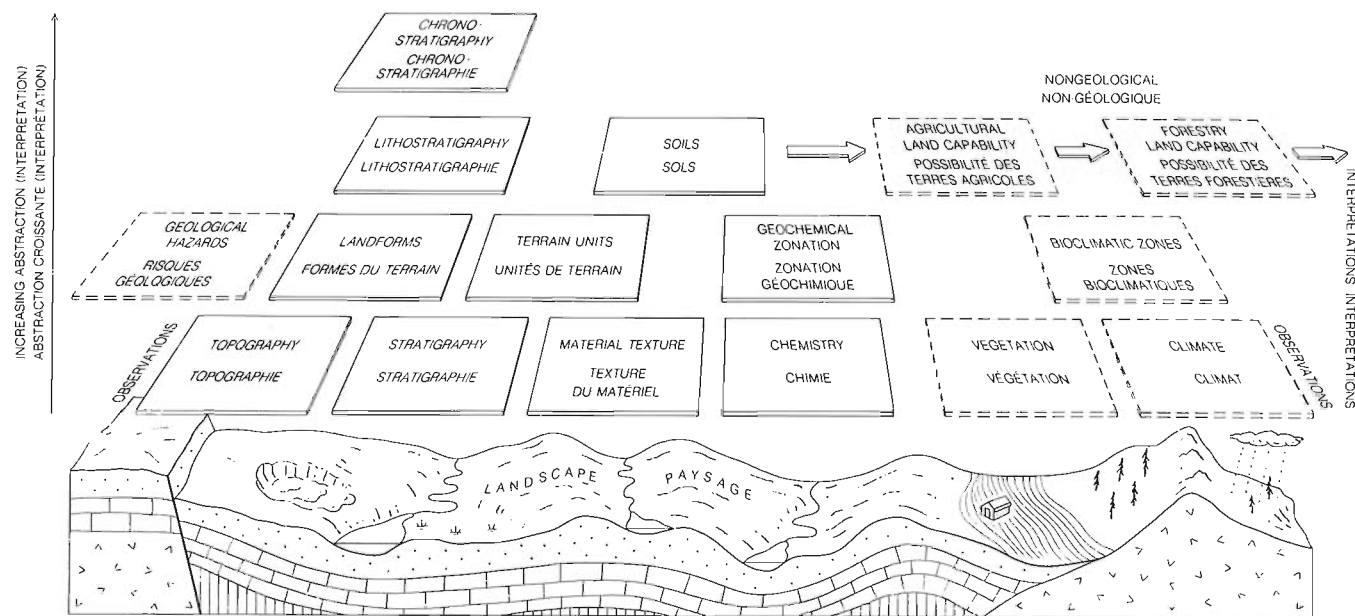 CHRONO-
STRATIGRAPHY
CHRONO-
STRATIGRAPHIE
NONGEOLOGICAL
NON-GÉOLOGIQUE
LITHOSTRATIGRAPHY
LITHOSTRATIGRAPHIE
SOILS
SOLS
AGRICULTURAL
LAND CAPABILITY
POSSIBILITÉ DES
TERRES AGRICOLES
FORESTRY
LAND CAPABILITY
POSSIBILITÉ DES
TERRES FORESTIÈRES
GEOLOGICAL
HAZARDS
RISQUES
GÉOLOGIQUES
LANDFORMS
FORMES DU TERRAIN
TERRAIN UNITS
UNITÉS DE TERRAIN
GEOCHEMICAL
ZONATION
ZONATION
GÉOCHIMIQUE
BIOCLIMATIC ZONES
ZONES
BIOCLIMATIQUES
INCREASING ABSTRACTION (INTERPRETATION)
ABSTRACTION CROISSANTE (INTERPRÉTATION)
OBSERVATIONS
TOPOGRAPHY
TOPOGRAPHIE
STRATIGRAPHY
STRATIGRAPHIE
MATERIAL TEXTURE
TEXTURE
DU MATÉRIEL
CHEMISTRY
CHIMIE
VEGETATION
VÉGÉTATION
CLIMATE
CLIMAT
OBSERVATIONS
INTERPRETATIONS INTERPRÉTATIONS
LANDSCAPE PAYSAGE